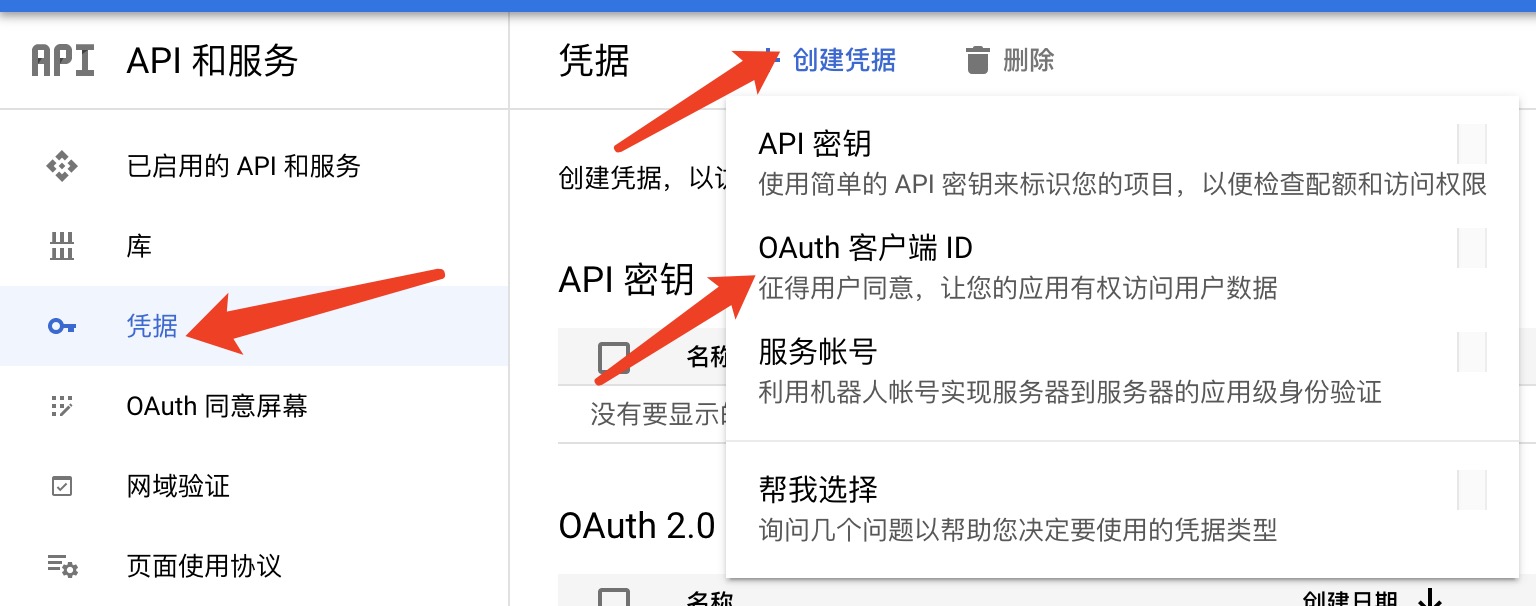 API API 和服务
已启用的 API 和服务
库
凭据
OAuth 同意屏幕
网域验证
页面使用协议
凭据
创建凭据
删除
创建凭据，以
API 密钥
名称
没有要显示
OAuth 2.0
名称
创建日期
API 密钥
使用简单的 API 密钥来标识您的项目，以便检查配额和访问权限
OAuth 客户端 ID
征得用户同意，让您的应用有权访问用户数据
服务帐号
利用机器人帐号实现服务器到服务器的应用级身份验证
帮我选择
询问几个问题以帮助您决定要使用的凭据类型